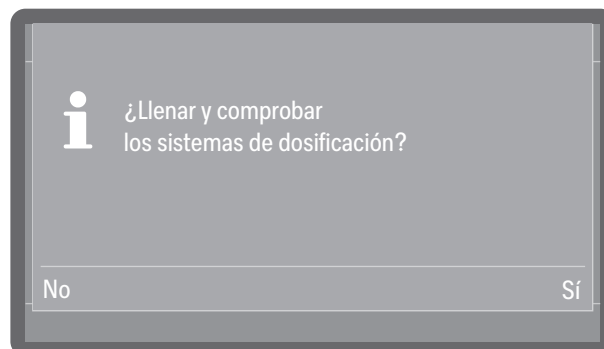 ¿Llenar y comprobar
los sistemas de dosificación?
No Sí